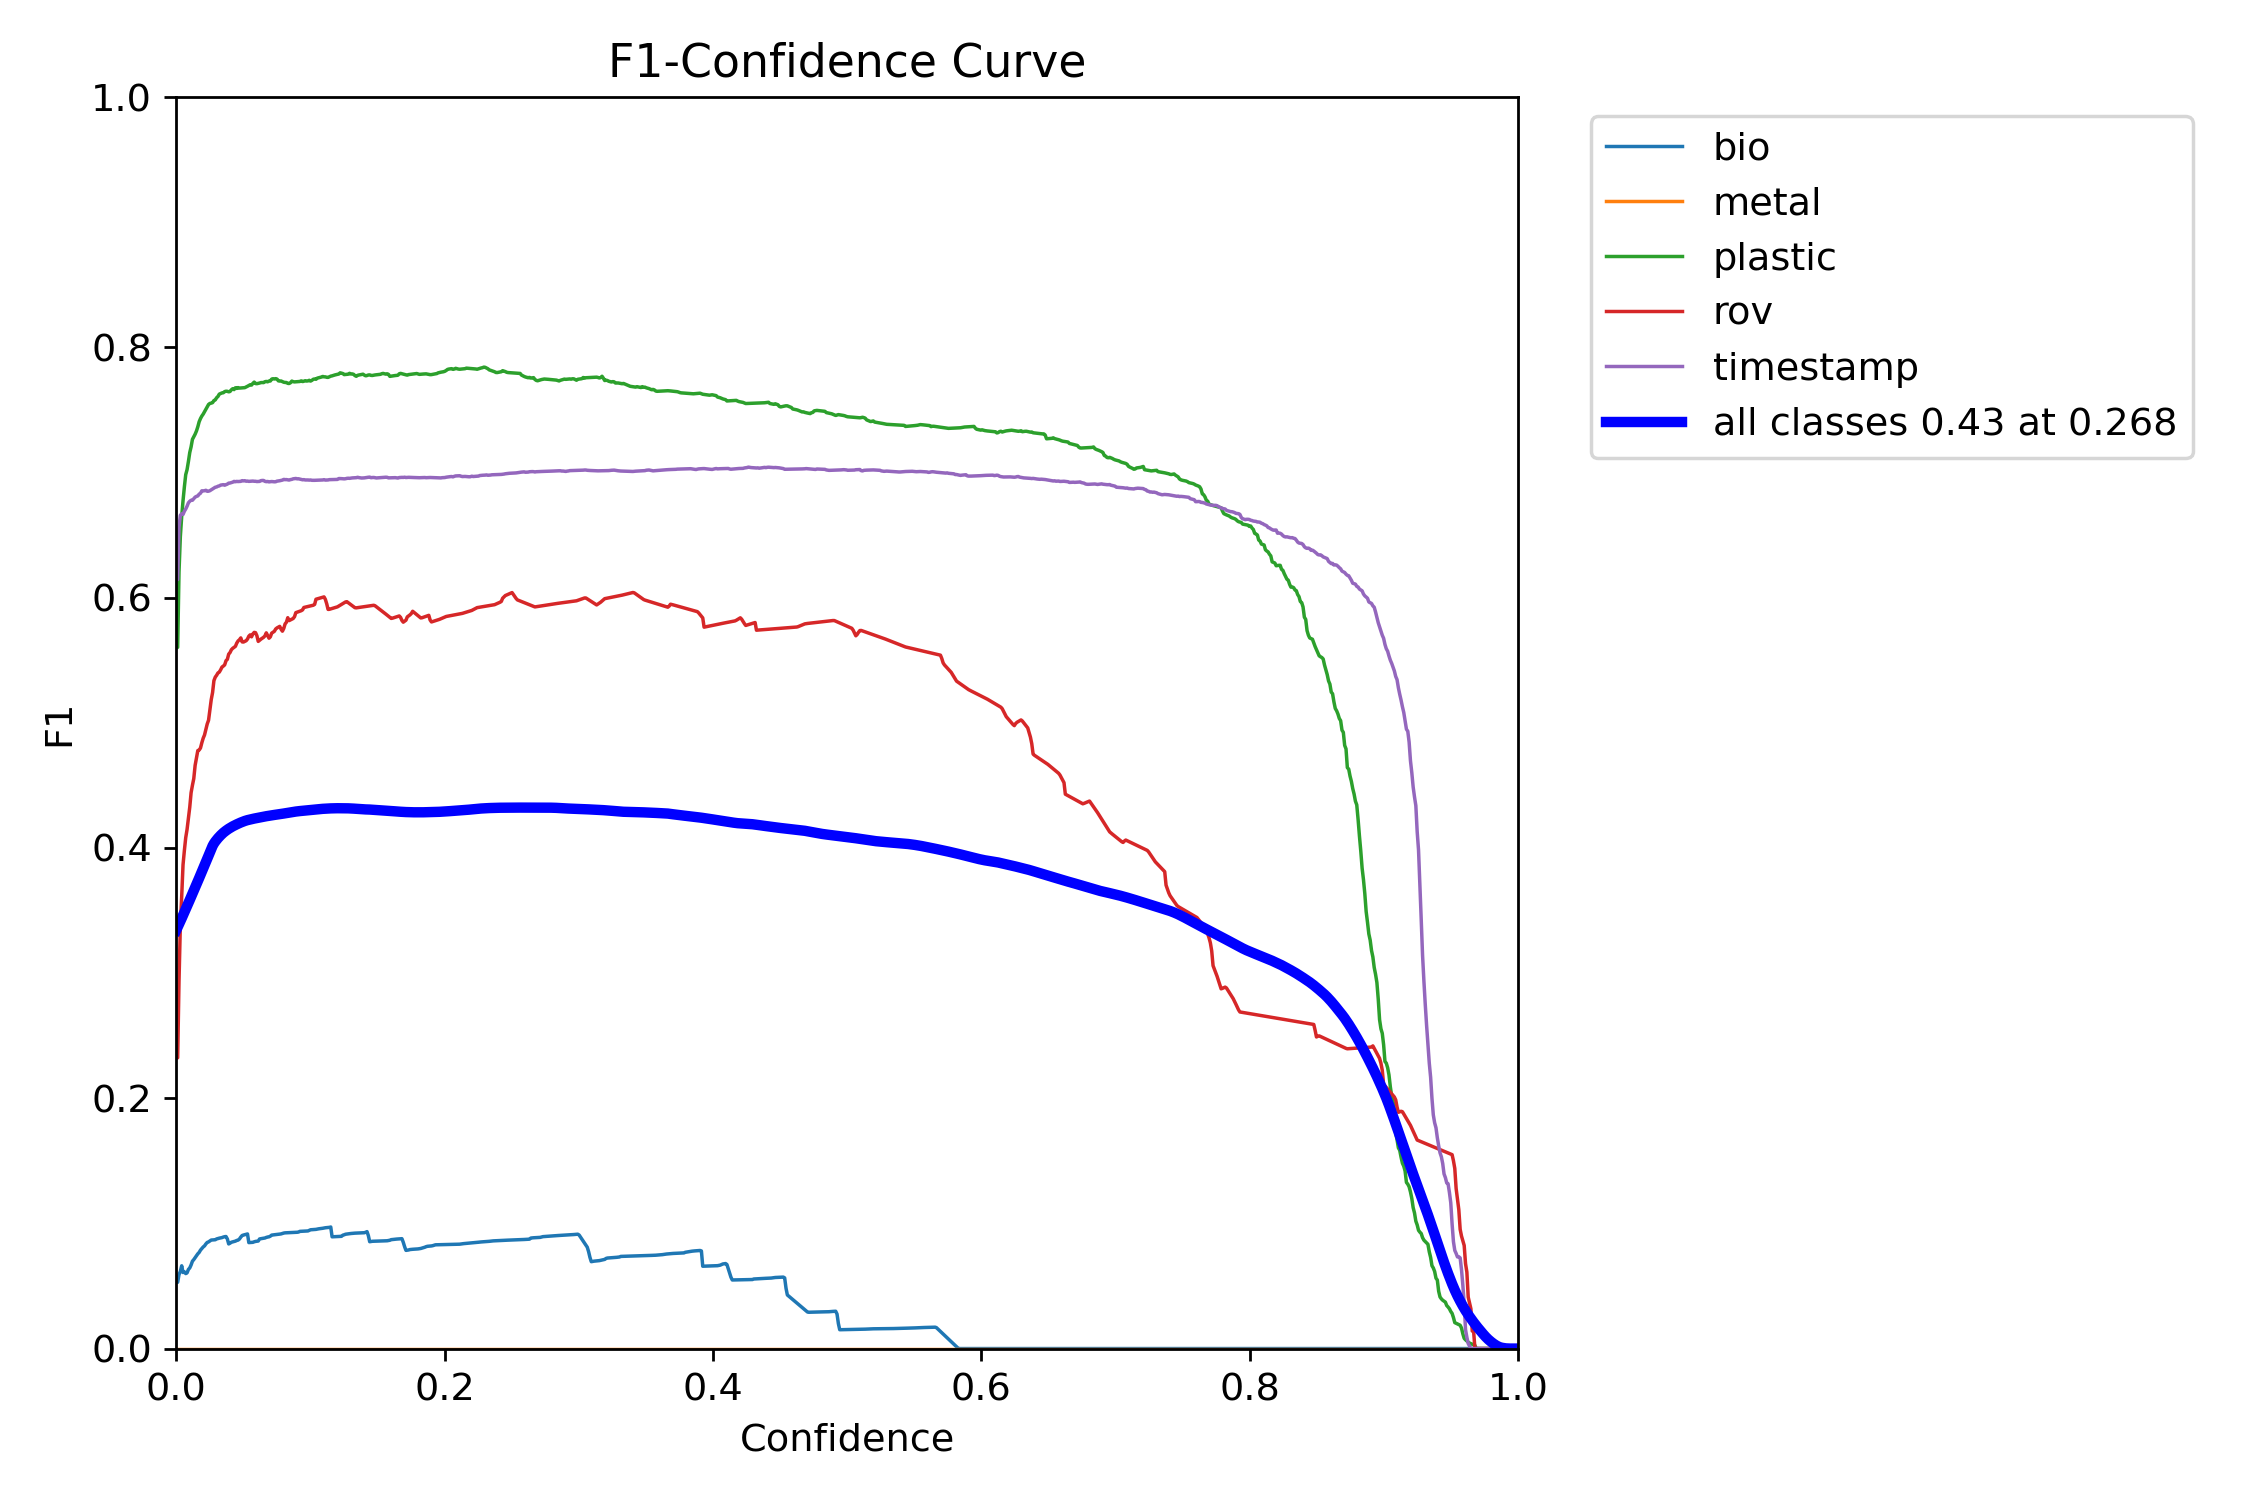 F1-Confidence Curve
1.0
0.8
0.6
0.4
0.2
0.0
F1
0.0 0.2 0.4 0.6 0.8 1.0
Confidence
bio
metal
plastic
rov
timestamp
all classes 0.43 at 0.268